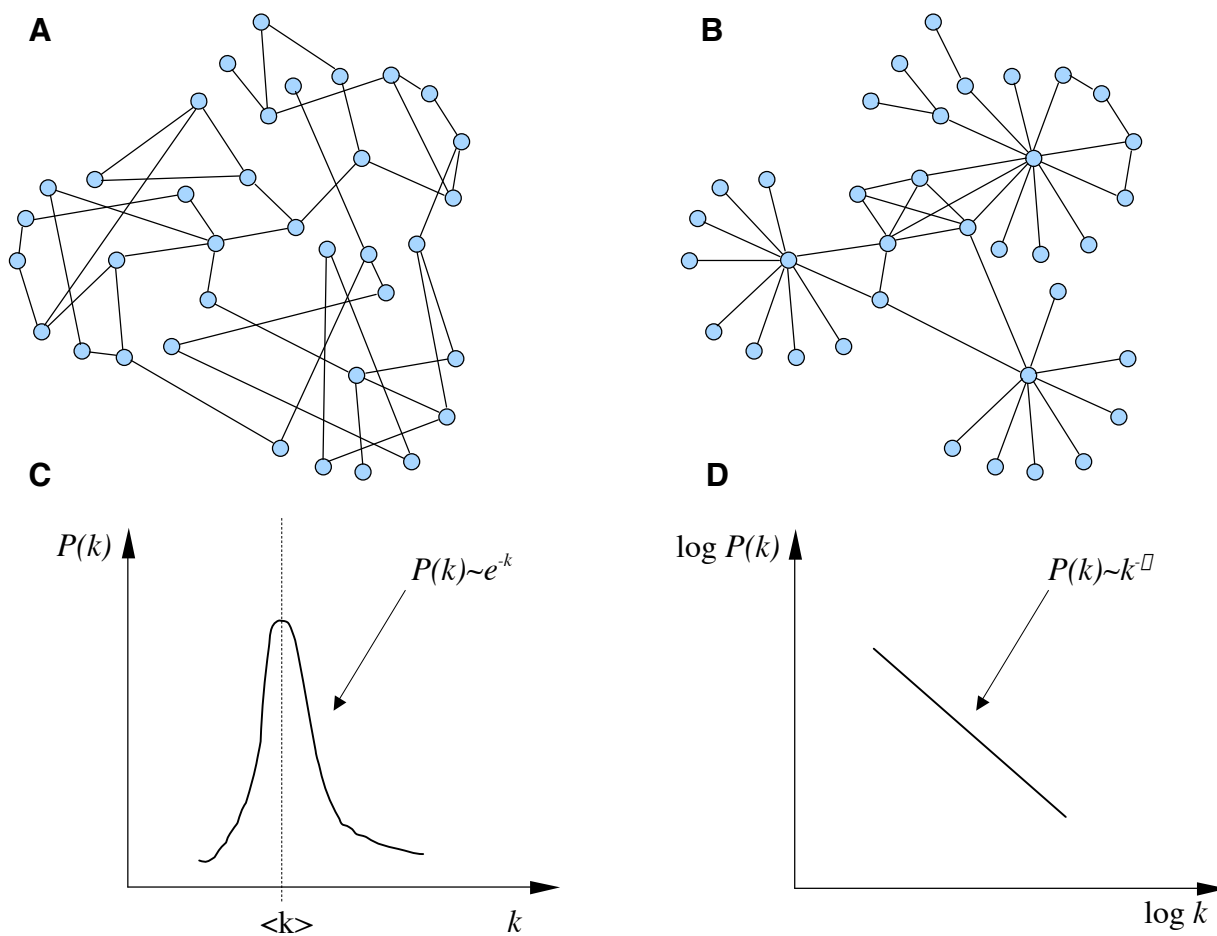 A
B
C
D
P(k)
P(k)~e^-k
<k>
k
log P(k)
P(k)~k^-▯
log k